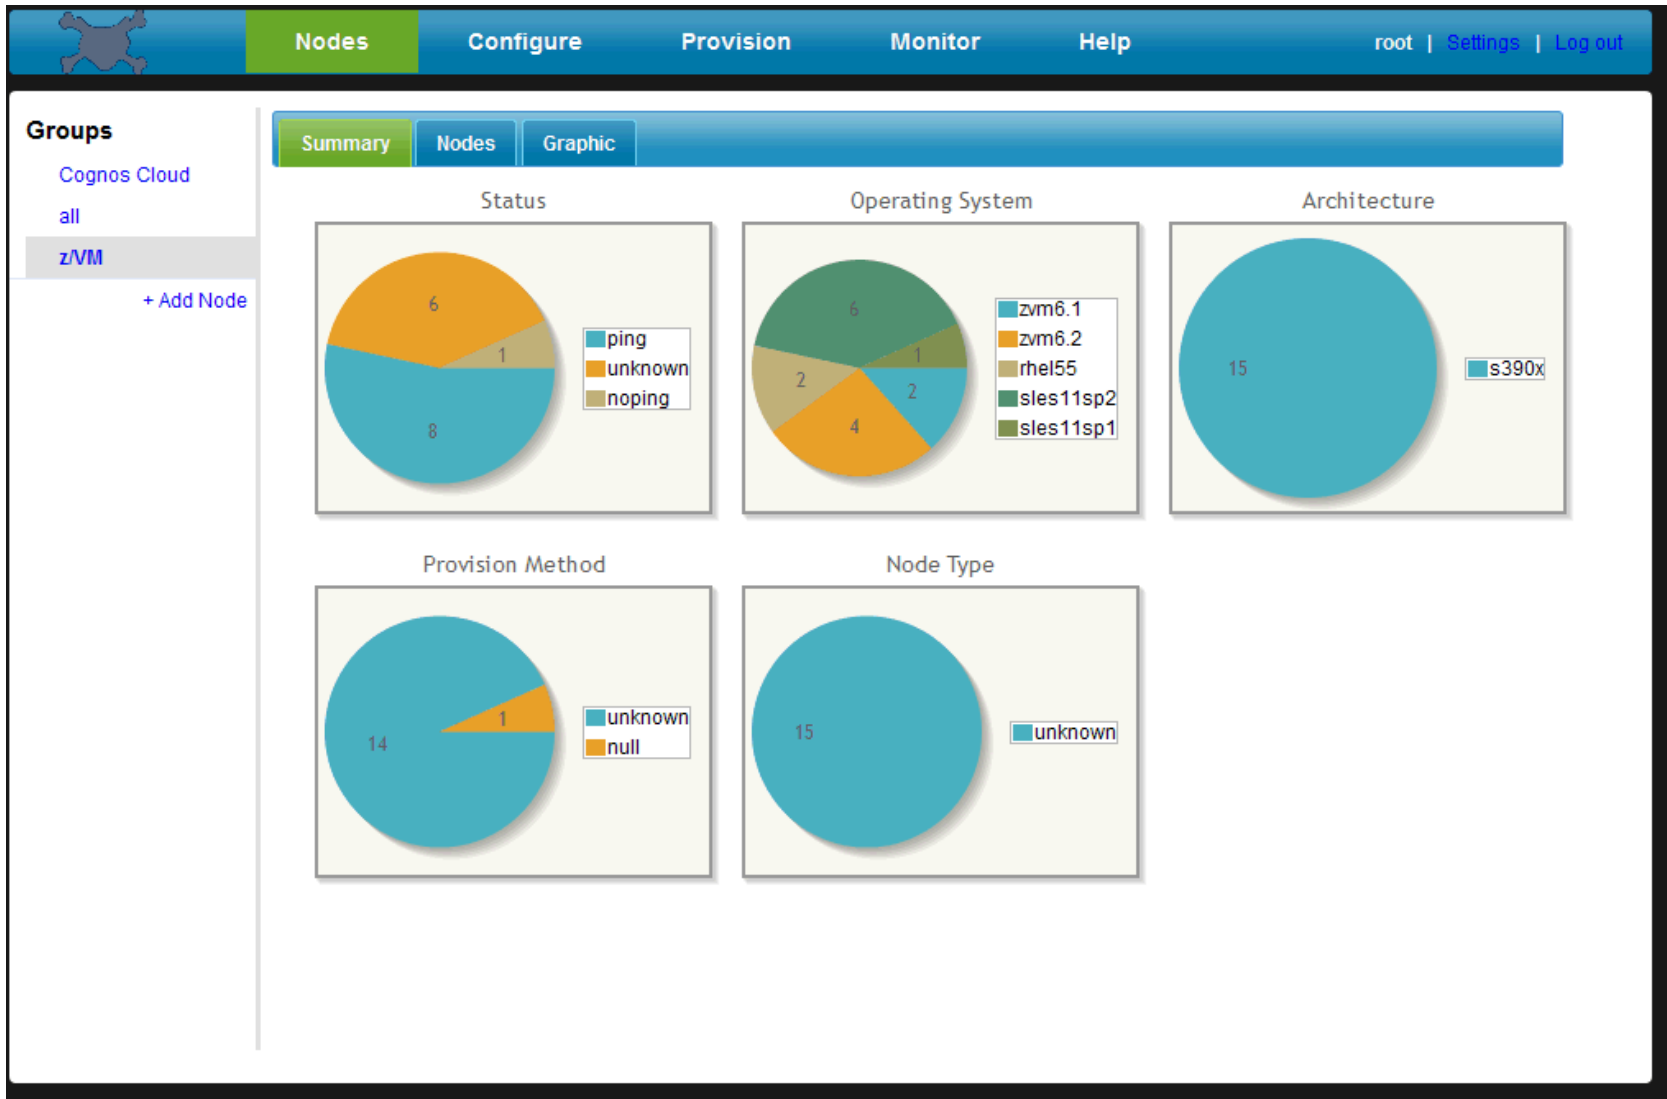 Nodes Configure Provision Monitor Help root | Settings | Log out
Groups
Cognos Cloud
all
z/VM
+ Add Node
Summary Nodes Graphic
Status
6
1
8
ping
unknown
noping
Operating System
6
1
2
2
4
zvm6.1
zvm6.2
rhel55
sles11sp2
sles11sp1
Architecture
15
s390x
Provision Method
1
14
unknown
null
Node Type
15
unknown